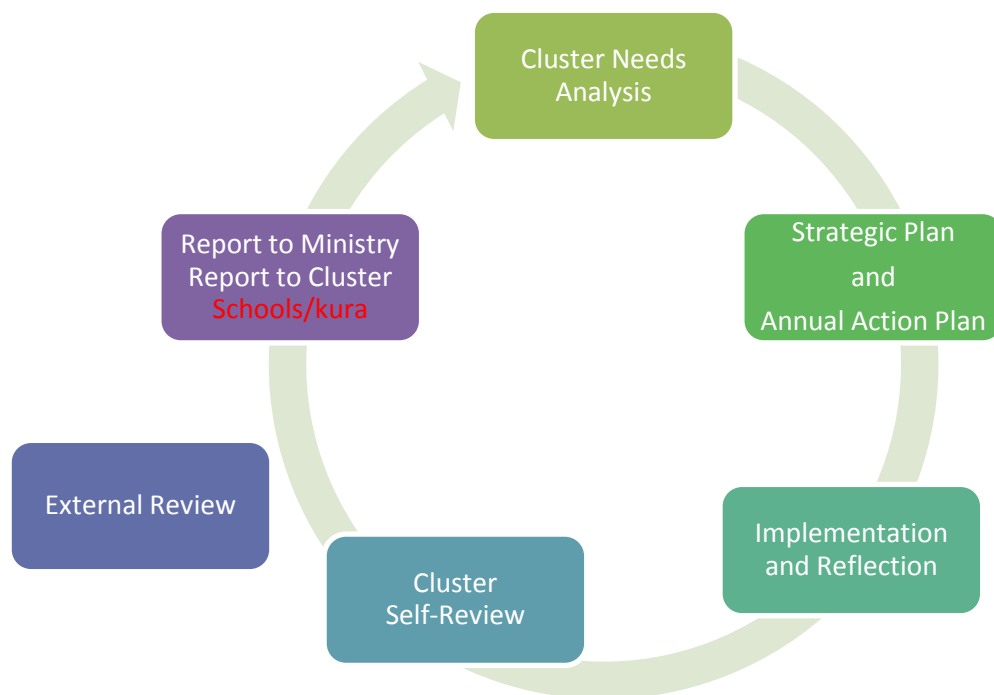 Cluster Needs
Analysis
Strategic Plan
and
Annual Action Plan
Implementation
and Reflection
Cluster
Self-Review
External Review
Report to Ministry
Report to Cluster
Schools/kura